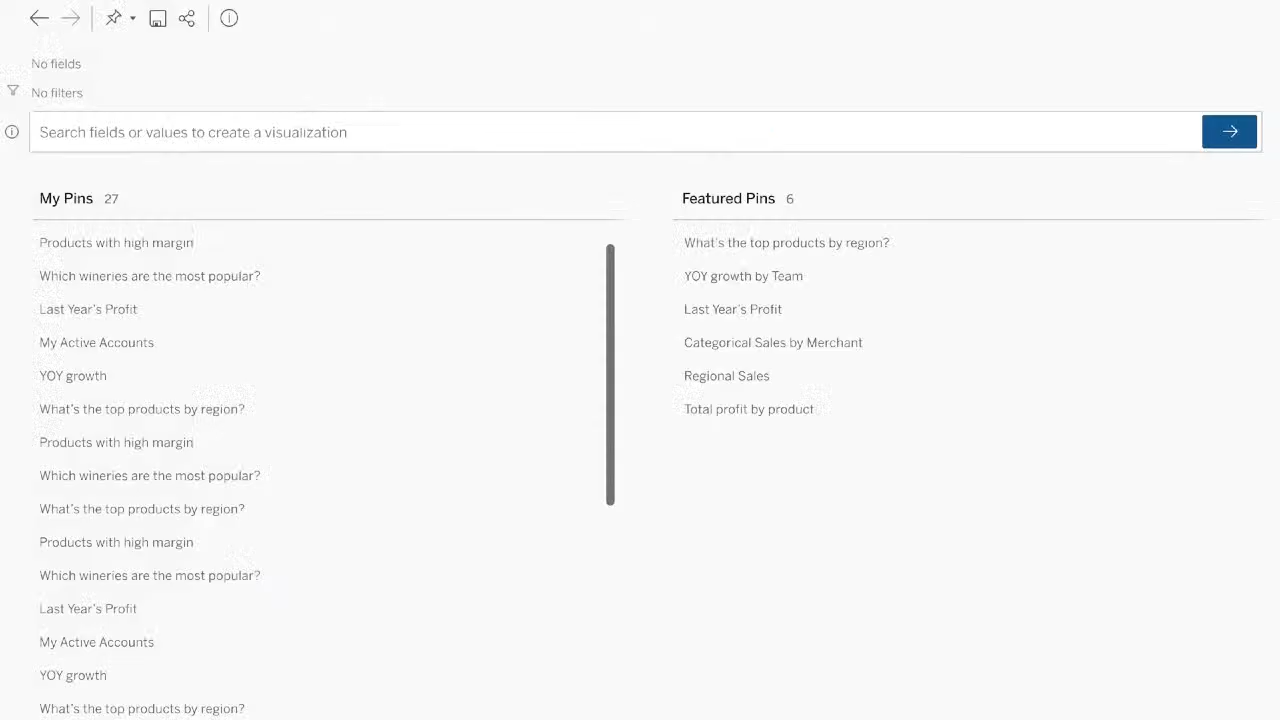 No fields
No filters
Search fields or values to create a visualization
My Pins 27
Products with high margin
Which wineries are the most popular?
Last Year's Profit
My Active Accounts
YOY growth
What's the top products by region?
Products with high margin
Which wineries are the most popular?
What's the top products by region?
Products with high margin
Which wineries are the most popular?
Last Year's Profit
My Active Accounts
YOY growth
What's the top products by region?
Featured Pins 6
What's the top products by region?
YOY growth by Team
Last Year's Profit
Categorical Sales by Merchant
Regional Sales
Total profit by product